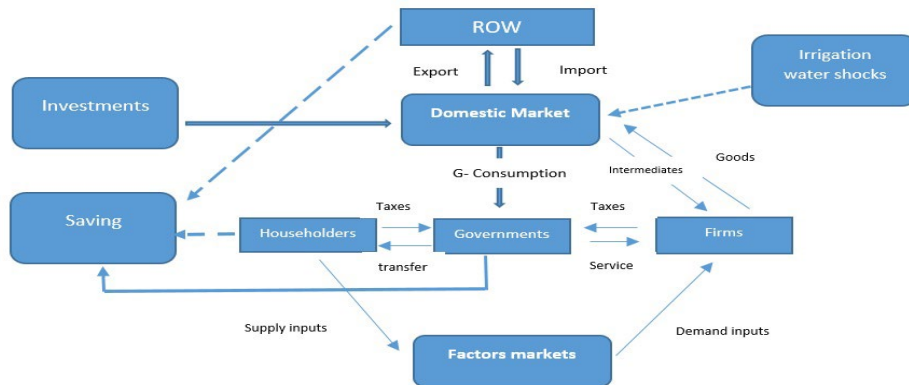 ROW
Export
Import
Irrigation
water shocks
Investments
Domestic Market
Goods
G- Consumption
Intermediates
Saving
Taxes
Taxes
Householders
Governments
Firms
transfer
Service
Supply inputs
Demand inputs
Factors markets